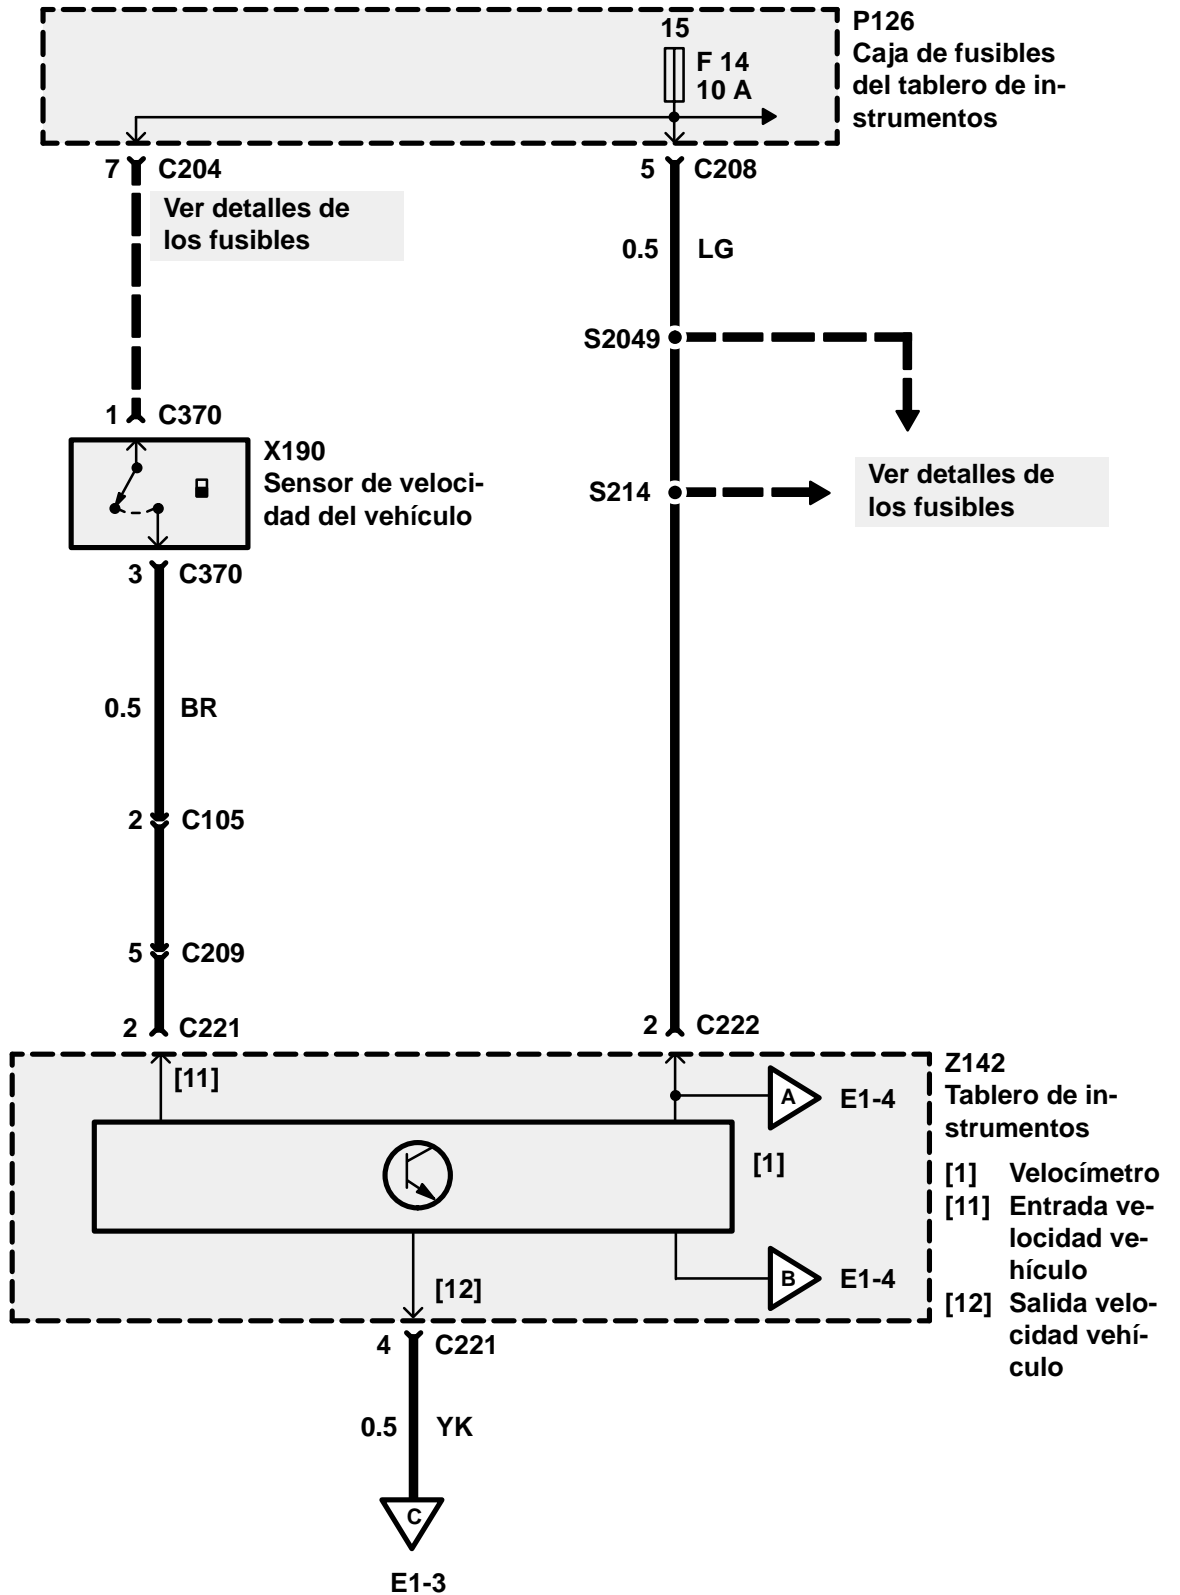 15
F 14
10 A
P126
Caja de fusibles
del tablero de in-
strumentos
7 C204
5 C208
Ver detalles de
los fusibles
0.5 LG
S2049
1 C370
X190
Sensor de veloci-
dad del vehículo
S214
Ver detalles de
los fusibles
3 C370
0.5 BR
2 C105
5 C209
2 C221
2 C222
[11]
A E1-4
[1]
B E1-4
[12]
Z142
Tablero de in-
strumentos
[1] Velocímetro
[11] Entrada ve-
locidad ve-
hículo
[12] Salida velo-
cidad vehí-
culo
4 C221
0.5 YK
C
E1-3